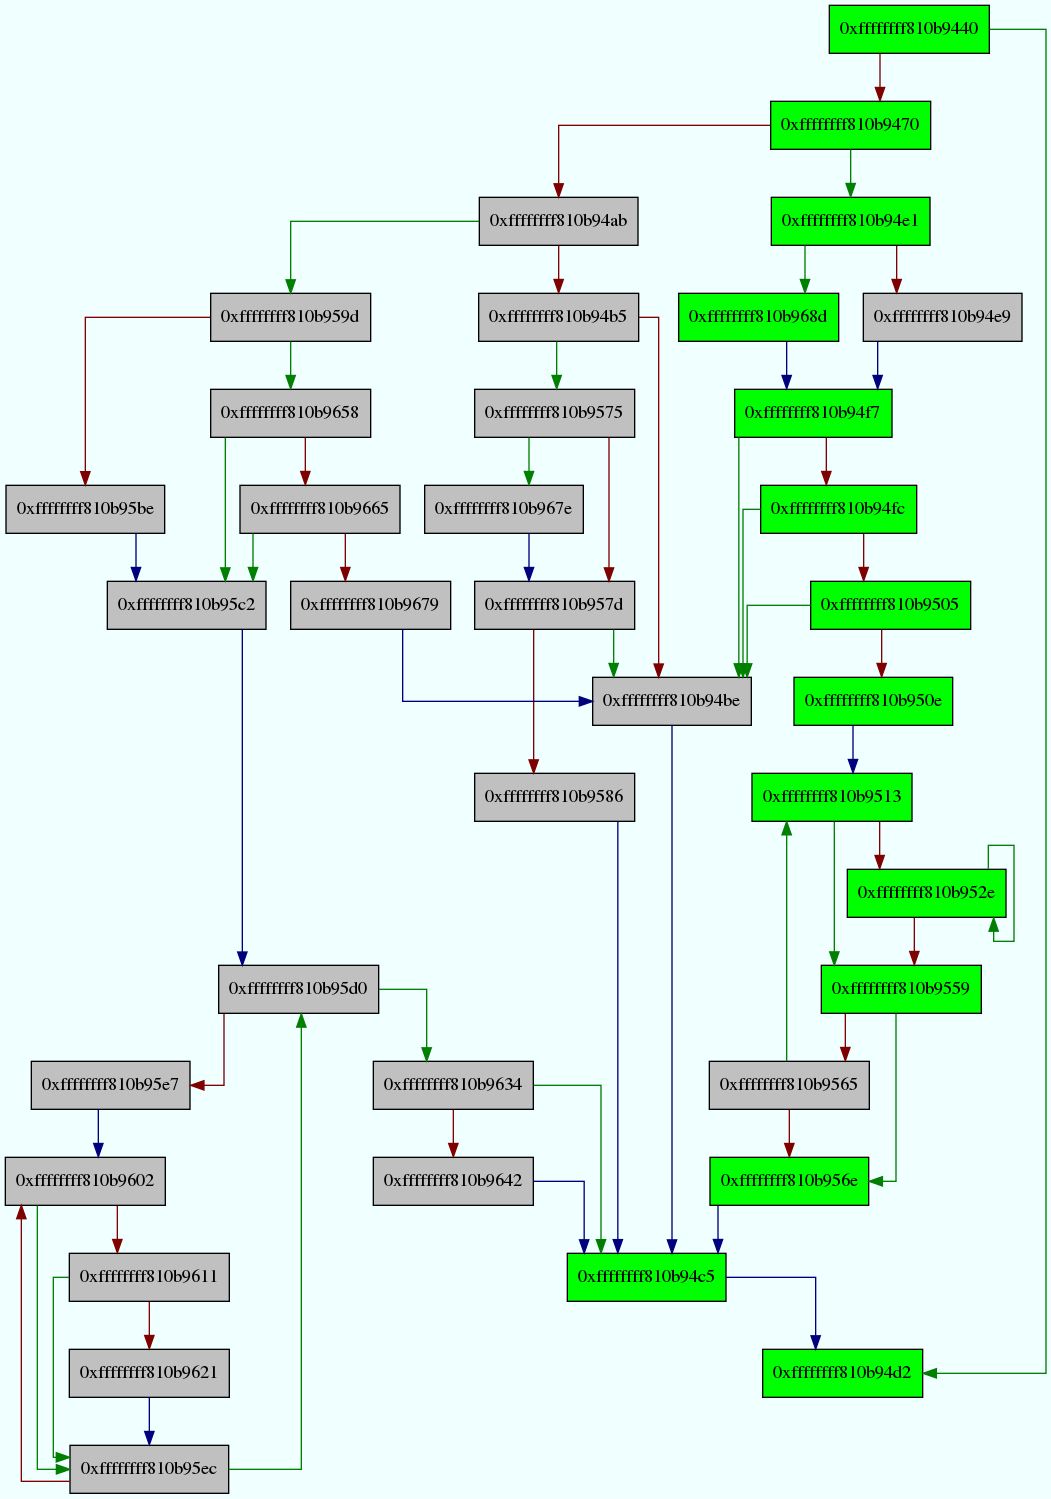 0xffffffff810b9440
0xffffffff810b9470
0xffffffff810b94ab
0xffffffff810b94e1
0xffffffff810b959d
0xffffffff810b94b5
0xffffffff810b968d
0xffffffff810b94e9
0xffffffff810b9658
0xffffffff810b9575
0xffffffff810b94f7
0xffffffff810b95be
0xffffffff810b9665
0xffffffff810b967e
0xffffffff810b94fc
0xffffffff810b95c2
0xffffffff810b9679
0xffffffff810b957d
0xffffffff810b9505
0xffffffff810b94be
0xffffffff810b950e
0xffffffff810b9586
0xffffffff810b9513
0xffffffff810b952e
0xffffffff810b95d0
0xffffffff810b9559
0xffffffff810b95e7
0xffffffff810b9634
0xffffffff810b9565
0xffffffff810b9602
0xffffffff810b9642
0xffffffff810b956e
0xffffffff810b9611
0xffffffff810b94c5
0xffffffff810b9621
0xffffffff810b94d2
0xffffffff810b95ec